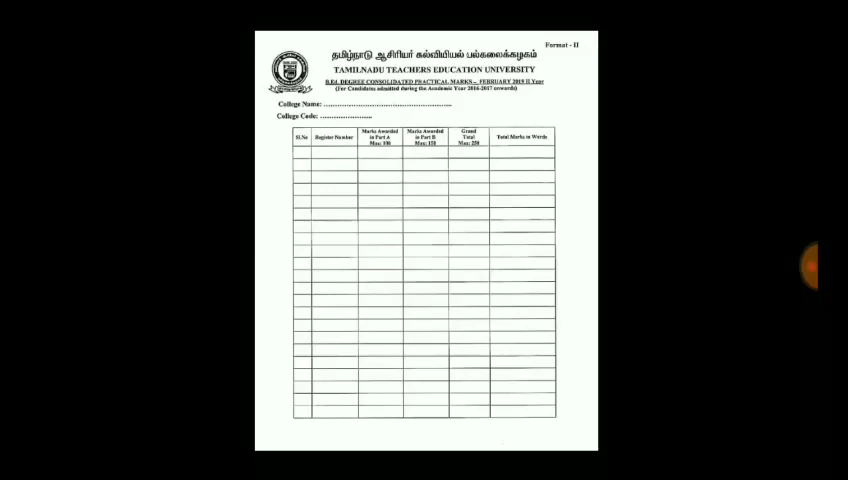 Format - II
தமிழ்நாடு ஆசிரியர் கல்வியியல் பல்கலைக்கழகம்
TAMILNADU TEACHERS EDUCATION UNIVERSITY
B.Ed. DEGREE CONSOLIDATED PRACTICAL MARKS – FEBRUARY 2019 II Year
(For Candidates admitted during the Academic Year 2016-2017 onwards)
College Name: ........................................................
College Code: ......................
Sl.No Register Number Marks Awarded in Part A Max: 100 Marks Awarded in Part B Max: 150 Grand Total Max: 250 Total Marks in Words